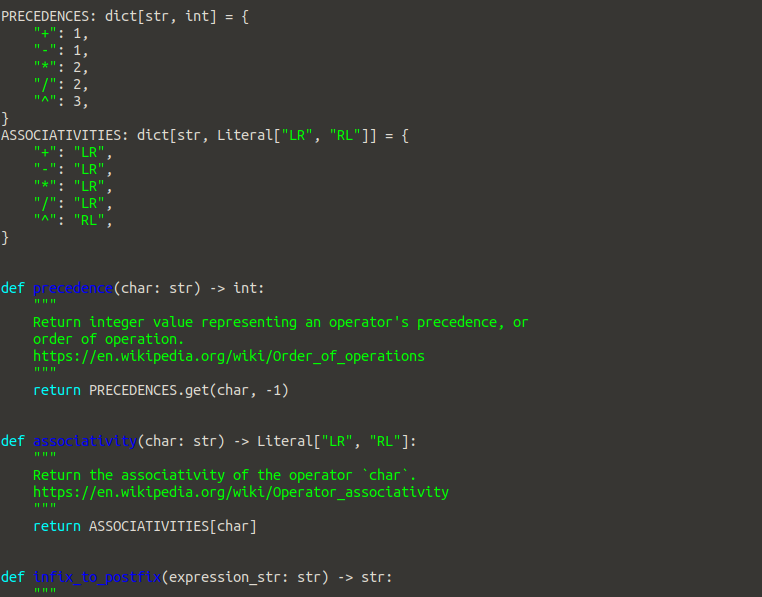 PRECEDENCES: dict[str, int] = {
    "+": 1,
    "-": 1,
    "*": 2,
    "/": 2,
    "^": 3,
}
ASSOCIATIVITIES: dict[str, Literal["LR", "RL"]] = {
    "+": "LR",
    "-": "LR",
    "*": "LR",
    "/": "LR",
    "^": "RL",
}
def precedence(char: str) -> int:
    """
    Return integer value representing an operator's precedence, or
    order of operation.
    https://en.wikipedia.org/wiki/Order_of_operations
    """
    return PRECEDENCES.get(char, -1)
def associativity(char: str) -> Literal["LR", "RL"]:
    """
    Return the associativity of the operator `char`.
    https://en.wikipedia.org/wiki/Operator_associativity
    """
    return ASSOCIATIVITIES[char]
def infix_to_postfix(expression_str: str) -> str:
    """